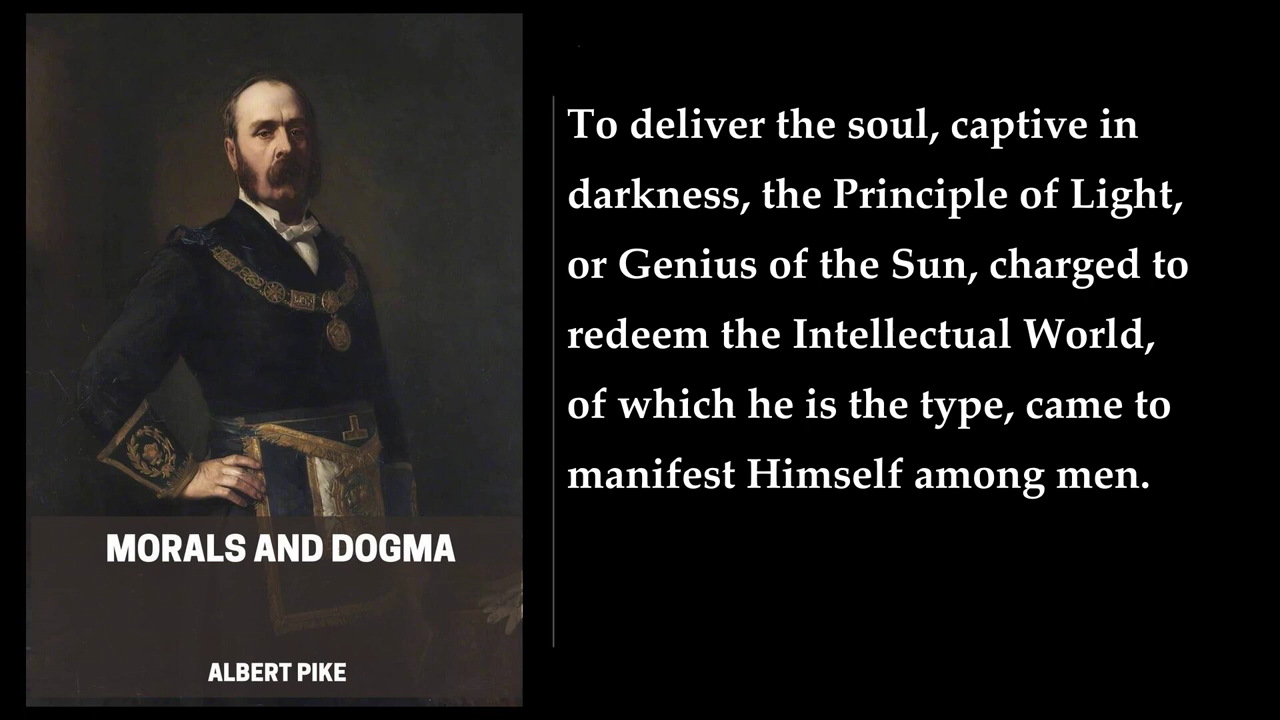 MORALS AND DOGMA
ALBERT PIKE
To deliver the soul, captive in
darkness, the Principle of Light,
or Genius of the Sun, charged to
redeem the Intellectual World,
of which he is the type, came to
manifest Himself among men.